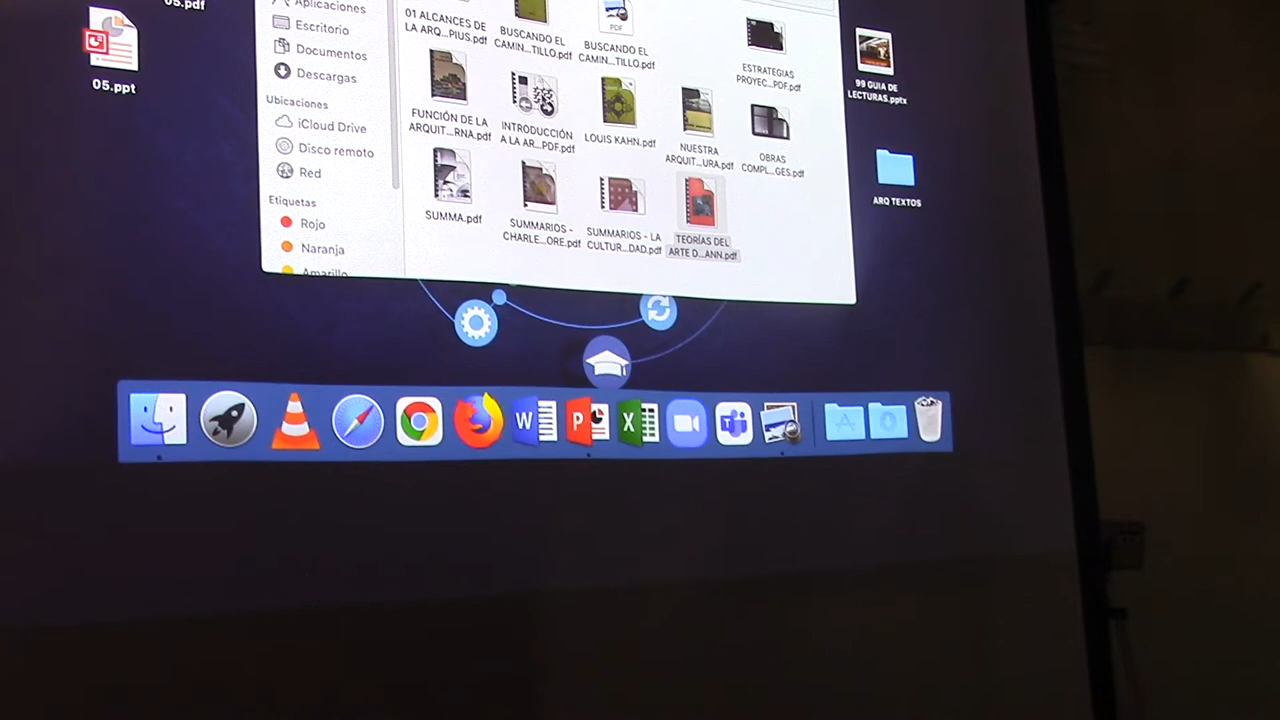 05.pdf
05.ppt
Aplicaciones
Escritorio
Documentos
Descargas
Ubicaciones
iCloud Drive
Disco remoto
Red
Etiquetas
Rojo
Naranja
Amarillo
01 ALCANCES DE
LA ARQ...PIUS.pdf
BUSCANDO EL
CAMIN...TILLO.pdf
PDF
BUSCANDO EL
CAMIN...TILLO.pdf
ESTRATEGIAS
PROYEC...PDF.pdf
FUNCIÓN DE LA
ARQUIT...RNA.pdf
INTRODUCCIÓN
A LA AR...PDF.pdf
LOUIS KAHN.pdf
NUESTRA
ARQUIT...URA.pdf
OBRAS
COMPL...GES.pdf
SUMMA.pdf
SUMMARIOS -
CHARLE...ORE.pdf
SUMMARIOS - LA
CULTUR...DAD.pdf
TEORÍAS DEL
ARTE D...ANN.pdf
99 GUIA DE
LECTURAS.pptx
ARQ TEXTOS
W
P
X
T